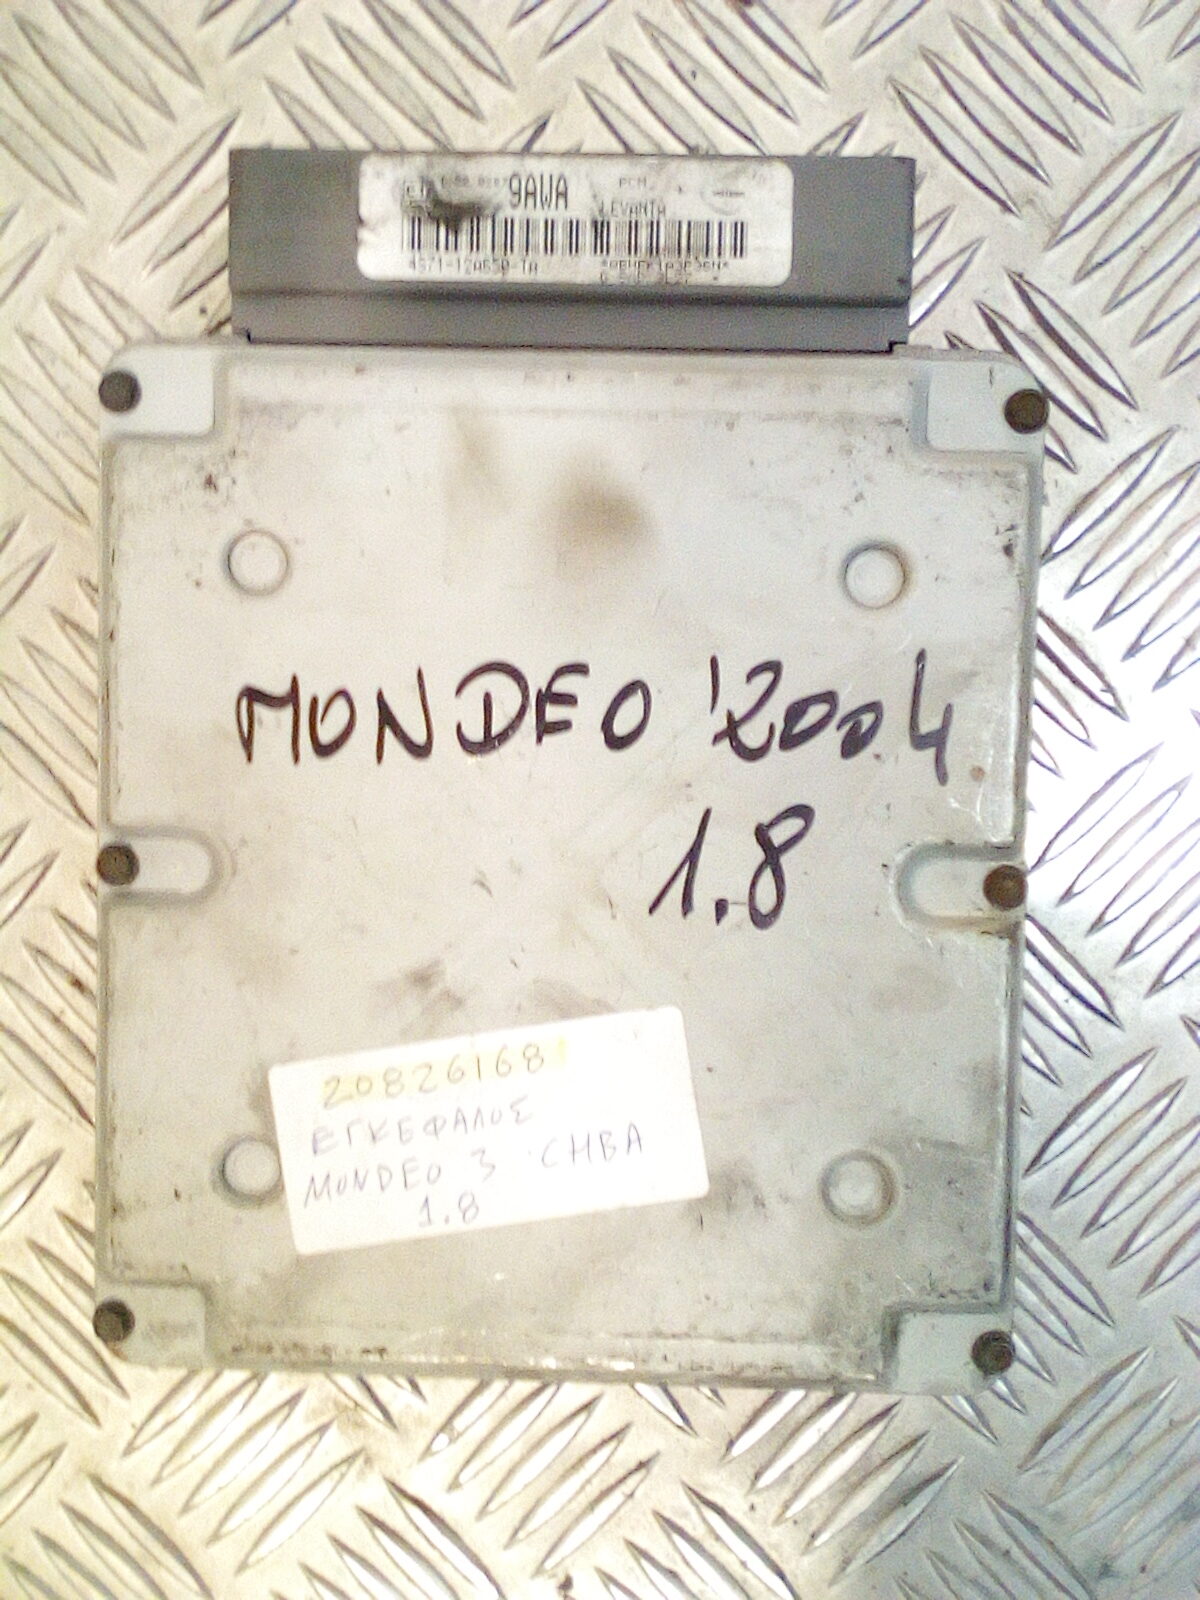 9AWA
PCM
LEVANTA
4S71-12A650-TA
MONDEO '2004
1.8
20826168
ΕΓΚΕΦΑΛΟΣ
MONDEO 3 CHBA
1.8